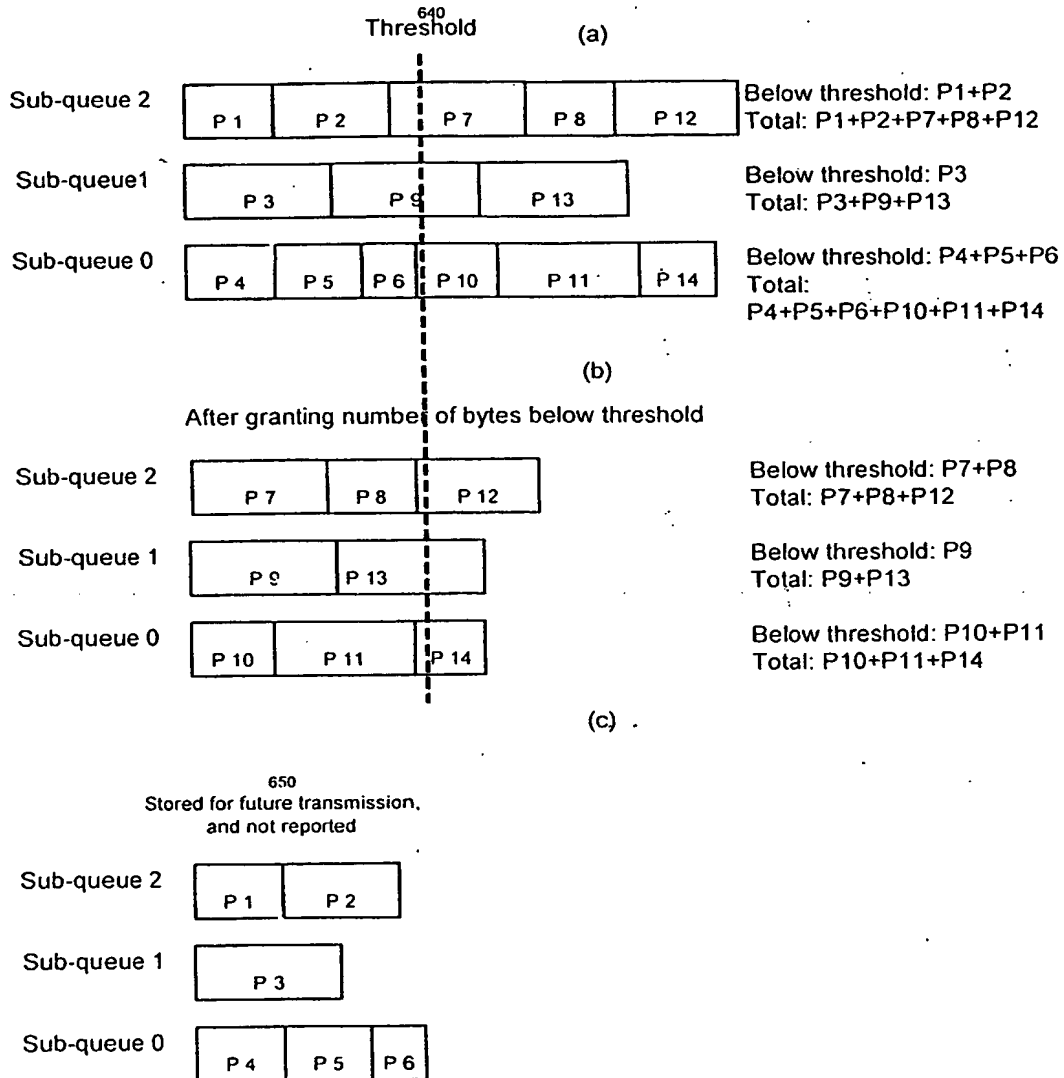 640
Threshold
(a)
Sub-queue 2
P 1
P 2
P 7
P 8
P 12
Below threshold: P1+P2
Total: P1+P2+P7+P8+P12
Sub-queue1
P 3
P 9
P 13
Below threshold: P3
Total: P3+P9+P13
Sub-queue 0
P 4
P 5
P 6
P 10
P 11
P 14
Below threshold: P4+P5+P6
Total:
P4+P5+P6+P10+P11+P14
(b)
After granting number of bytes below threshold
Sub-queue 2
P 7
P 8
P 12
Below threshold: P7+P8
Total: P7+P8+P12
Sub-queue 1
P 9
P 13
Below threshold: P9
Total: P9+P13
Sub-queue 0
P 10
P 11
P 14
Below threshold: P10+P11
Total: P10+P11+P14
(c)
650
Stored for future transmission,
and not reported
Sub-queue 2
P 1
P 2
Sub-queue 1
P 3
Sub-queue 0
P 4
P 5
P 6